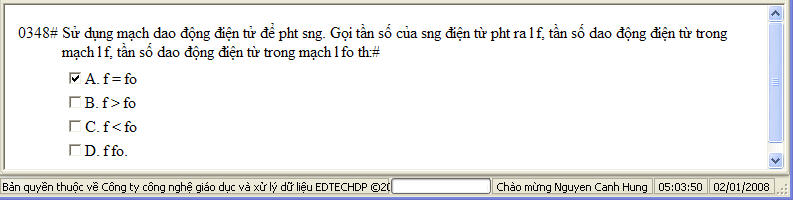 0348# Sử dụng mạch dao động điện tử để pht sng. Gọi tần số của sng điện từ pht ra l f, tần số dao động điện từ trong
mạch l f, tần số dao động điện từ trong mạch l fo th:#
A. f = fo
B. f > fo
C. f < fo
D. f fo.
Bản quyền thuộc về Công ty công nghệ giáo dục và xử lý dữ liệu EDTECHDP ©20 Chào mừng Nguyen Canh Hung 05:03:50 02/01/2008